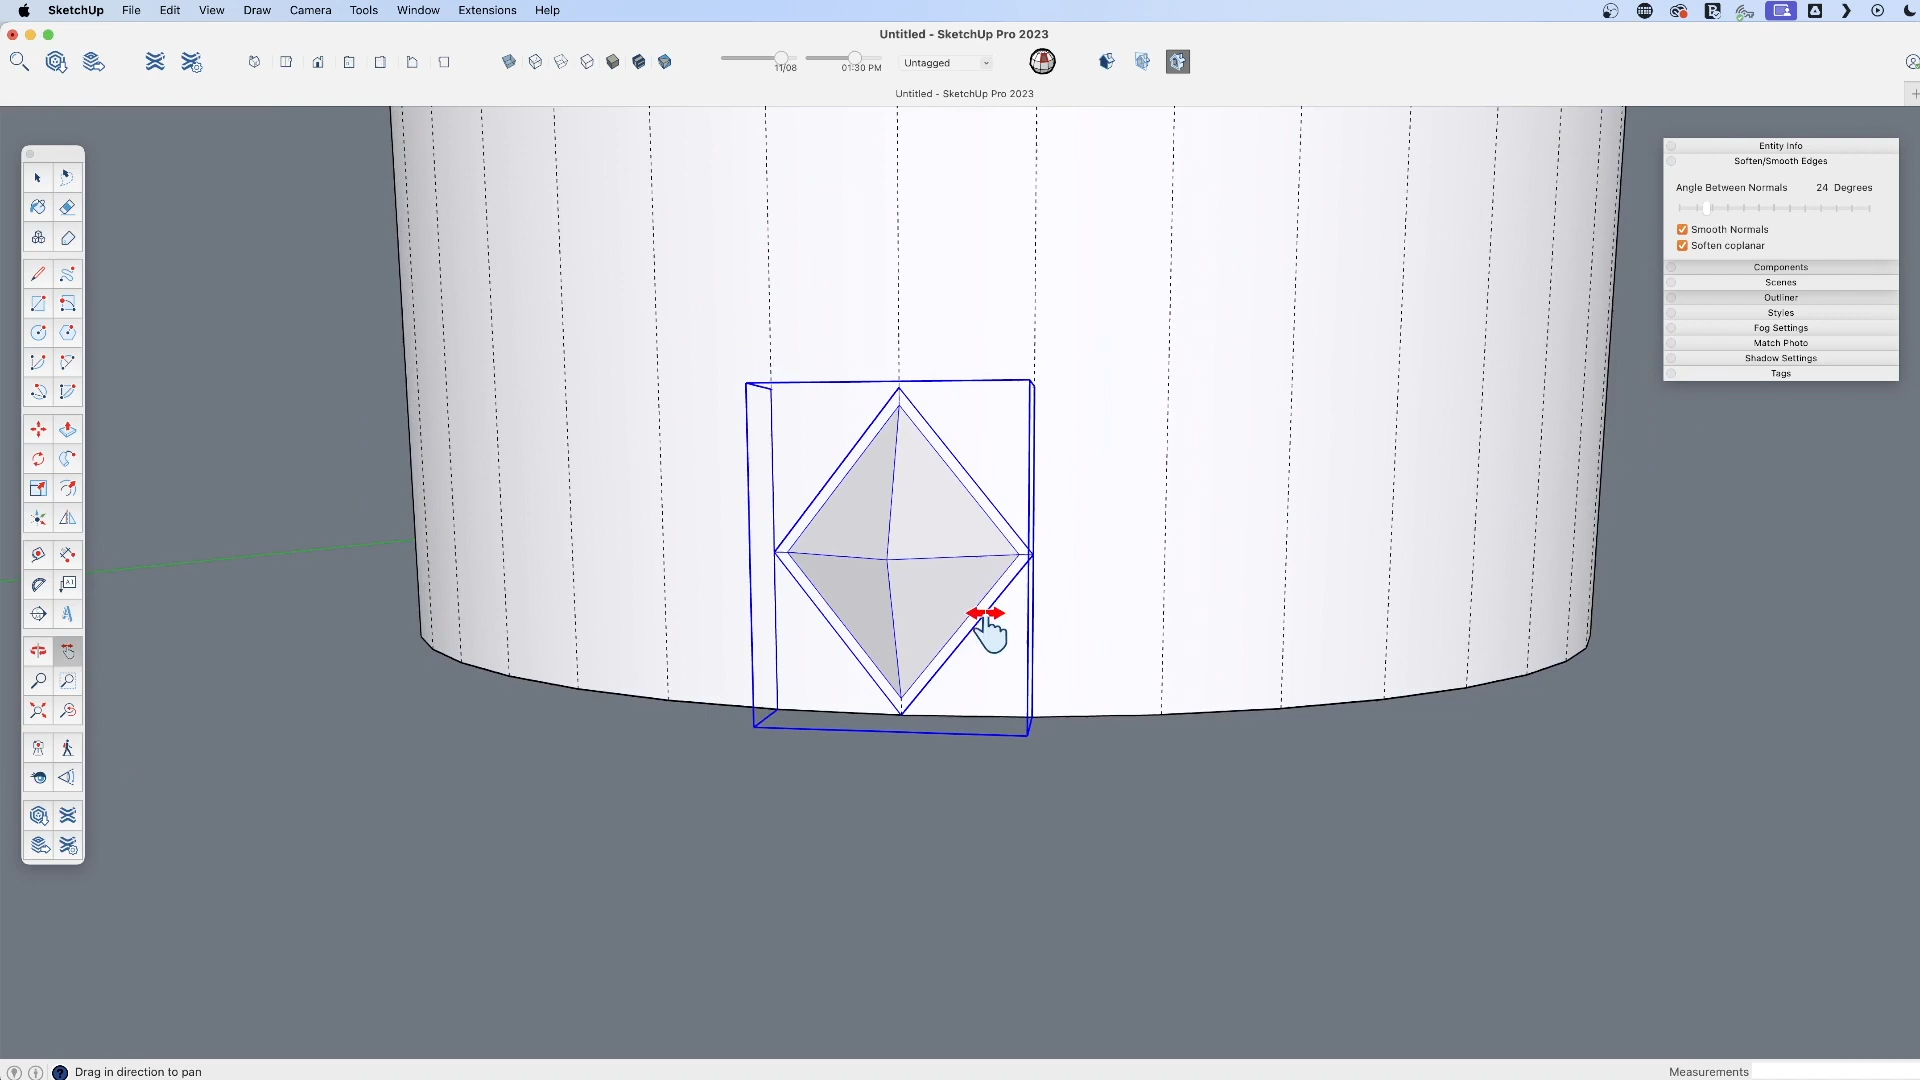 SketchUp File Edit View Draw Camera Tools Window Extensions Help
Untitled - SketchUp Pro 2023
11/08
01:30 PM
Untagged
Untitled - SketchUp Pro 2023
Entity Info
Soften/Smooth Edges
Angle Between Normals 24 Degrees
Smooth Normals
Soften coplanar
Components
Scenes
Outliner
Styles
Fog Settings
Match Photo
Shadow Settings
Tags
Drag in direction to pan
Measurements